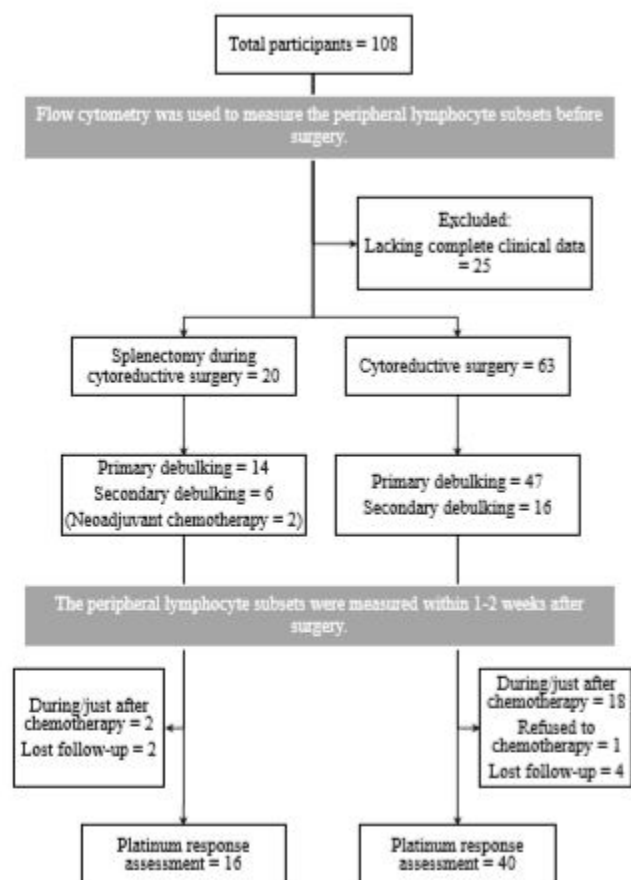 Total participants = 108
Flow cytometry was used to measure the peripheral lymphocyte subsets before
surgery.
Excluded:
Lacking complete clinical data
= 25
Splenectomy during
cytoreductive surgery = 20
Cytoreductive surgery = 63
Primary debulking = 14
Secondary debulking = 6
(Neoadjuvant chemotherapy = 2)
Primary debulking = 47
Secondary debulking = 16
The peripheral lymphocyte subsets were measured within 1-2 weeks after
surgery.
During/just after
chemotherapy = 2
Lost follow-up = 2
During/just after
chemotherapy = 18
Refused to
chemotherapy = 1
Lost follow-up = 4
Platinum response
assessment = 16
Platinum response
assessment = 40